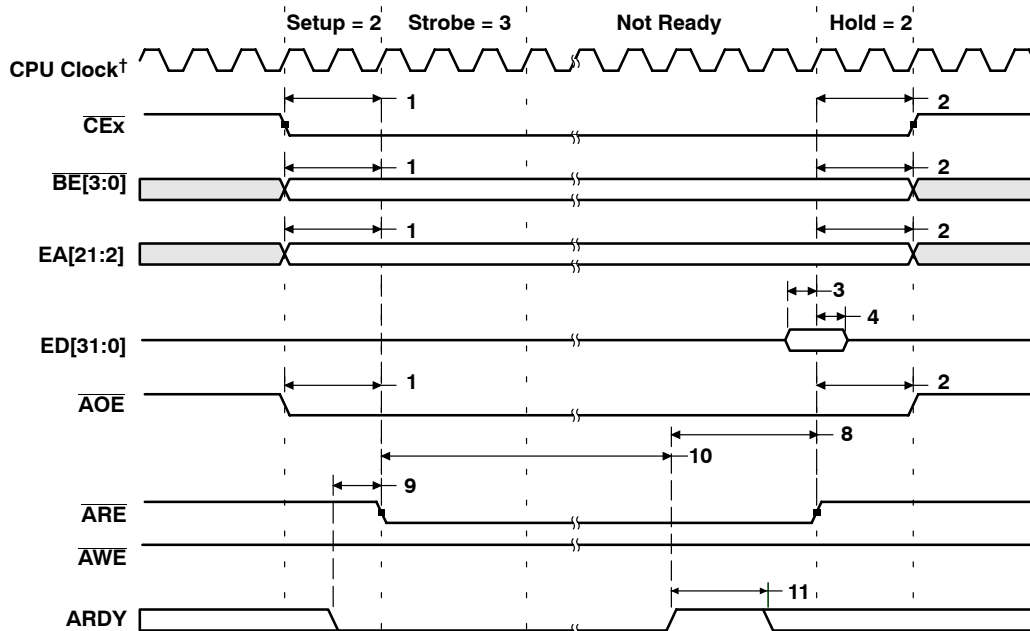 Setup = 2 Strobe = 3 Not Ready Hold = 2
CPU Clock†
1 2
CEx
1 2
BE[3:0]
1 2
EA[21:2]
3
4
ED[31:0]
1 2
AOE
8
10
9
ARE
AWE
11
ARDY